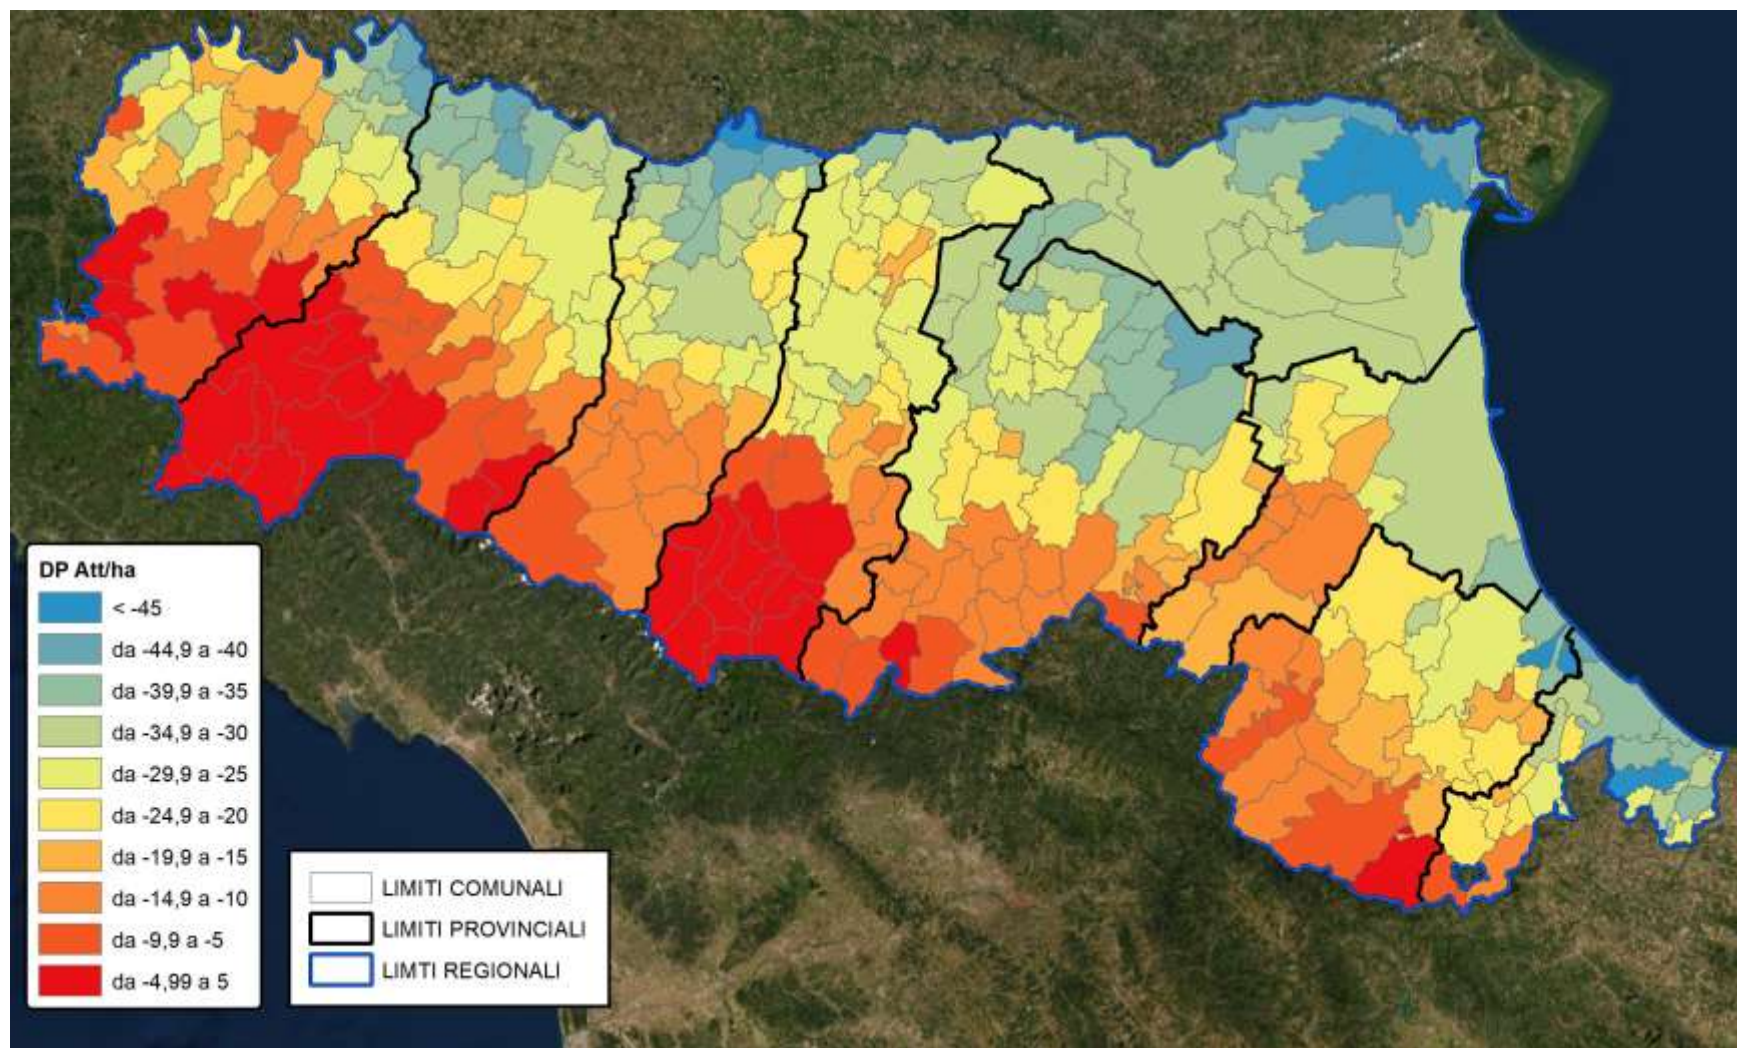 DP Att/ha
< -45
da -44,9 a -40
da -39,9 a -35
da -34,9 a -30
da -29,9 a -25
da -24,9 a -20
da -19,9 a -15
da -14,9 a -10
da -9,9 a -5
da -4,99 a 5
LIMITI COMUNALI
LIMITI PROVINCIALI
LIMTI REGIONALI